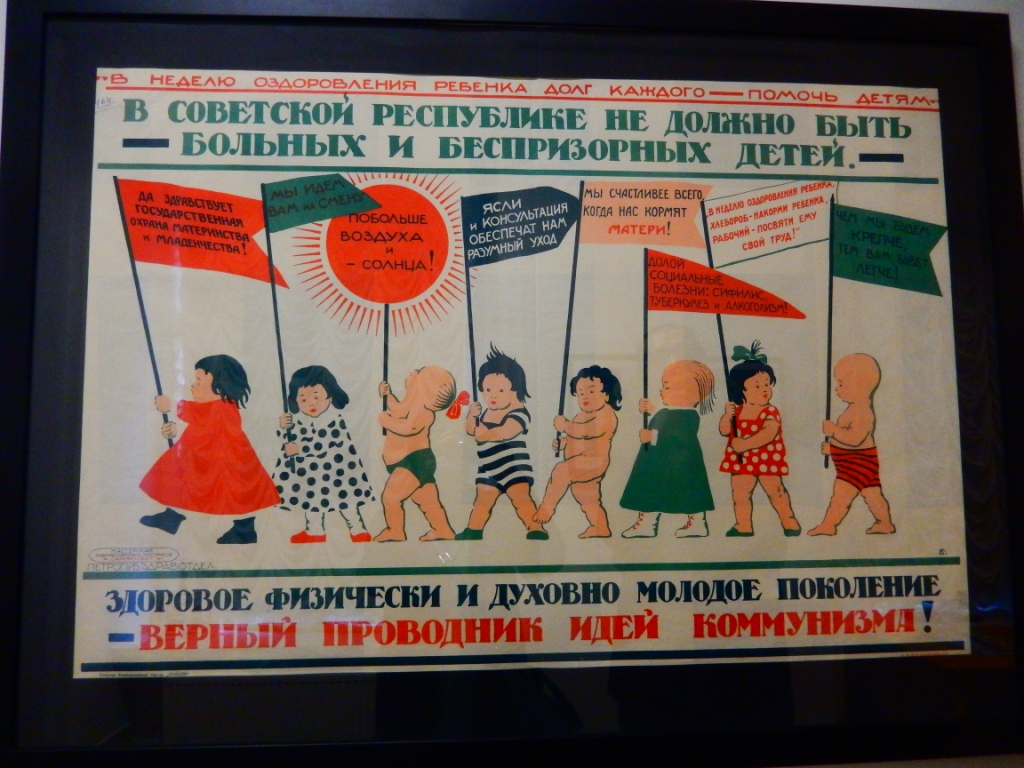 В НЕДЕЛЮ ОЗДОРОВЛЕНИЯ РЕБЕНКА ДОЛГ КАЖДОГО — ПОМОЧЬ ДЕТЯМ
В СОВЕТСКОЙ РЕСПУБЛИКЕ НЕ ДОЛЖНО БЫТЬ
— БОЛЬНЫХ И БЕСПРИЗОРНЫХ ДЕТЕЙ. —
ДА ЗДРАВСТВУЕТ
ГОСУДАРСТВЕННАЯ
ОХРАНА МАТЕРИНСТВА
и МЛАДЕНЧЕСТВА!
МЫ ИДЕМ
ВАМ НА СМЕНУ
ПОБОЛЬШЕ
ВОЗДУХА
и
– СОЛНЦА!
ЯСЛИ
и КОНСУЛЬТАЦИЯ
ОБЕСПЕЧАТ НАМ
РАЗУМНЫЙ УХОД
МЫ СЧАСТЛИВЕЕ ВСЕГО,
КОГДА НАС КОРМЯТ
МАТЕРИ!
ДОЛОЙ
СОЦИАЛЬНЫЕ
БОЛЕЗНИ: СИФИЛИС,
ТУБЕРКУЛЕЗ и АЛКОГОЛИЗМ!
„В НЕДЕЛЮ ОЗДОРОВЛЕНИЯ РЕБЕНКА,
ХЛЕБОРОБ-НАКОРМИ РЕБЕНКА,
РАБОЧИЙ-ПОСВЯТИ ЕМУ
СВОЙ ТРУД!"
ЧЕМ МЫ БУДЕМ
КРЕПЧЕ,
ТЕМ ВАМ БУДЕТ
ЛЕГЧЕ!
ПЕТРОГУБЗДРАВОТДЕЛ
ЗДОРОВОЕ ФИЗИЧЕСКИ И ДУХОВНО МОЛОДОЕ ПОКОЛЕНИЕ
– ВЕРНЫЙ ПРОВОДНИК ИДЕЙ КОММУНИЗМА!